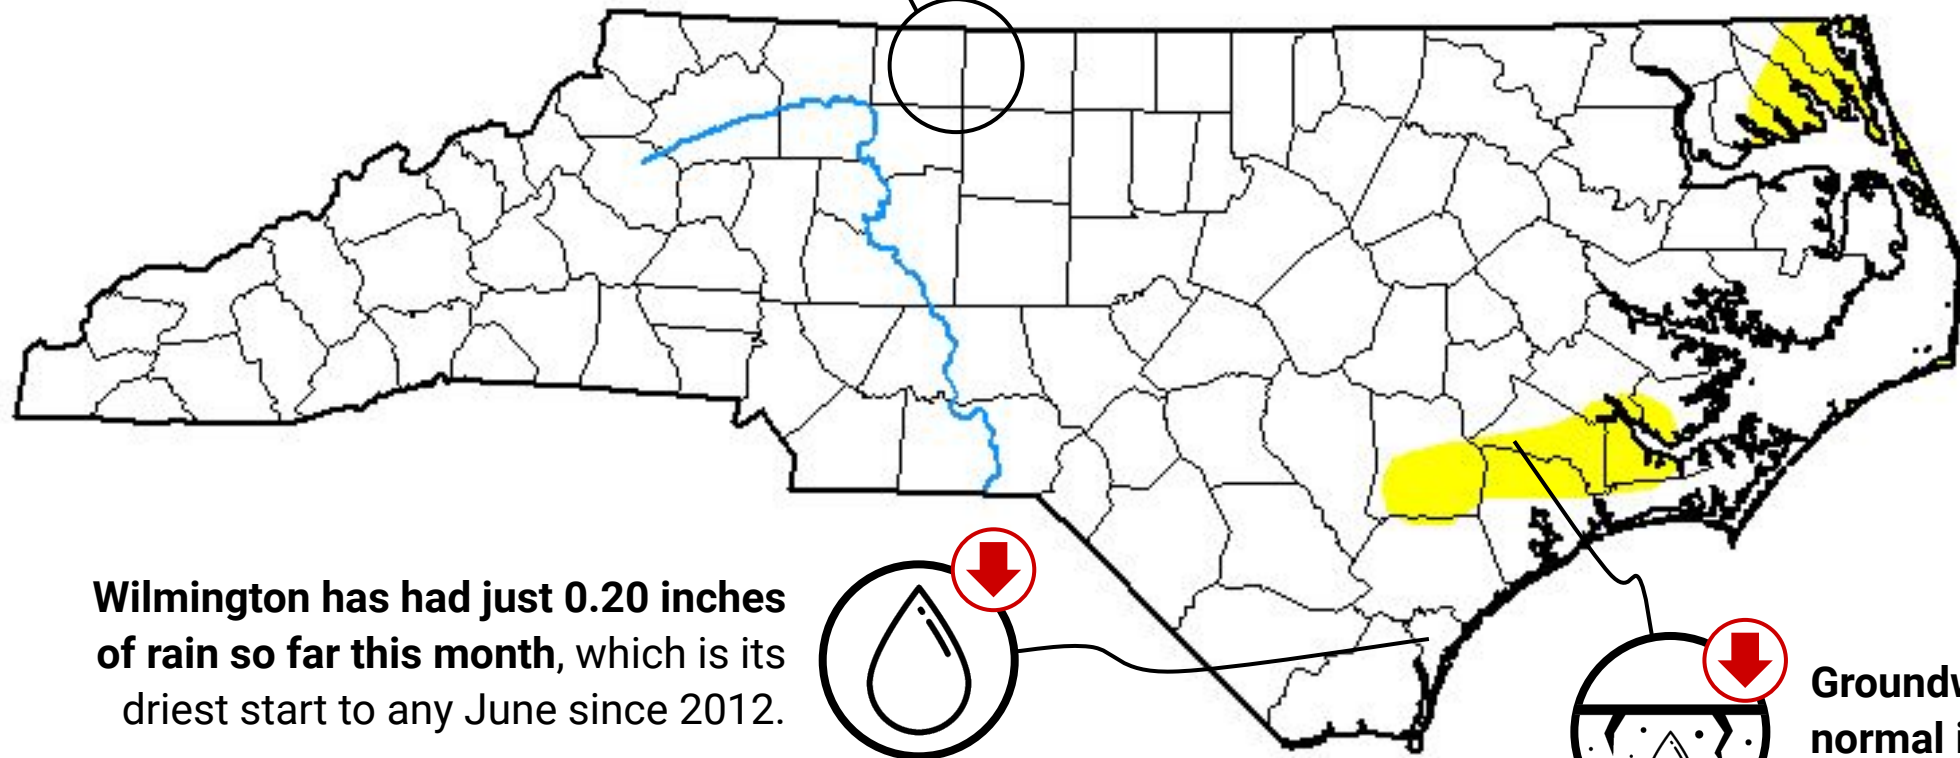 Wilmington has had just 0.20 inches
of rain so far this month, which is its
driest start to any June since 2012.
normal